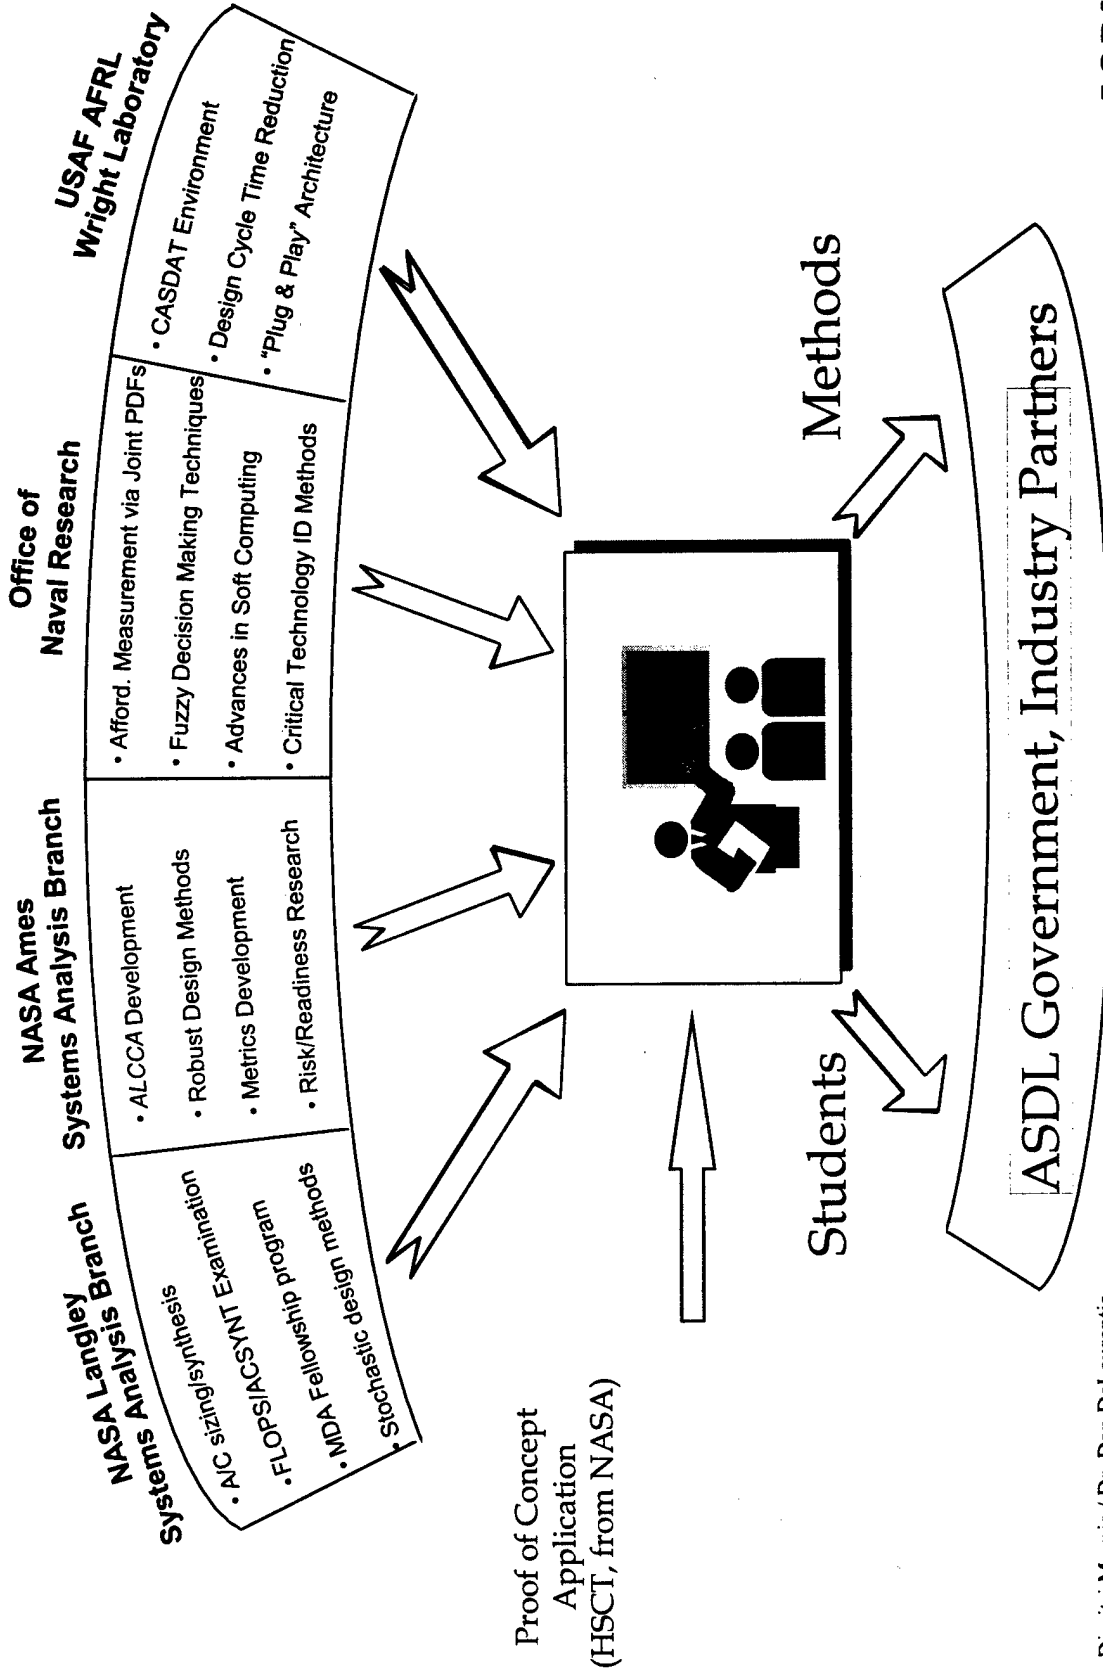 NASA Langley
Systems Analysis Branch
• A/C sizing/synthesis
• FLOPS/ACSYNT Examination
• MDA Fellowship program
• Stochastic design methods
NASA Ames
Systems Analysis Branch
• ALCCA Development
• Robust Design Methods
• Metrics Development
• Risk/Readiness Research
Office of
Naval Research
• Afford. Measurement via Joint PDFs
• Fuzzy Decision Making Techniques
• Advances in Soft Computing
• Critical Technology ID Methods
USAF AFRL
Wright Laboratory
• CASDAT Environment
• Design Cycle Time Reduction
• "Plug & Play" Architecture
Proof of Concept
Application
(HSCT, from NASA)
Students
Methods
ASDL Government, Industry Partners